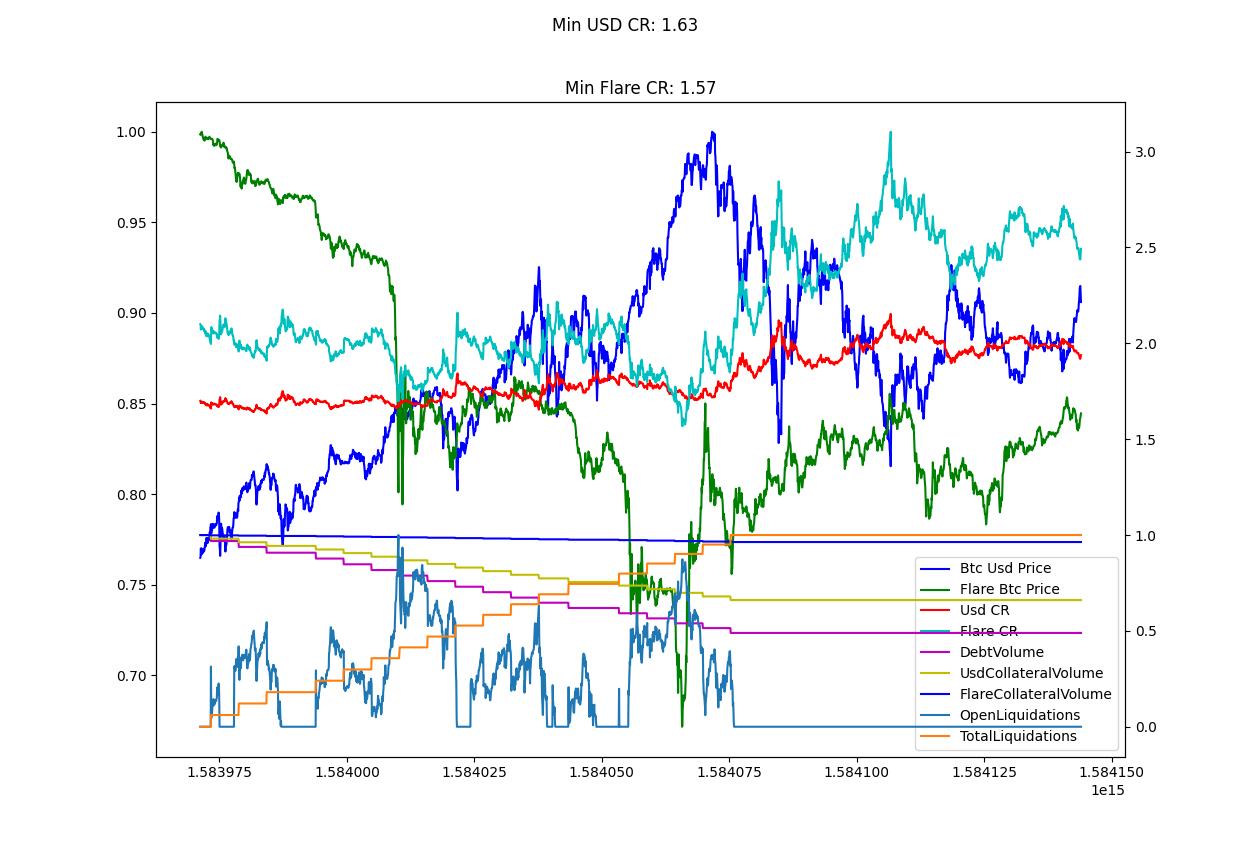 Min USD CR: 1.63
Min Flare CR: 1.57
1.00
0.95
0.90
0.85
0.80
0.75
0.70
3.0
2.5
2.0
1.5
1.0
0.5
0.0
Btc Usd Price
Flare Btc Price
Usd CR
Flare CR
DebtVolume
UsdCollateralVolume
FlareCollateralVolume
OpenLiquidations
TotalLiquidations
1.583975 1.584000 1.584025 1.584050 1.584075 1.584100 1.584125 1.584150
1e15